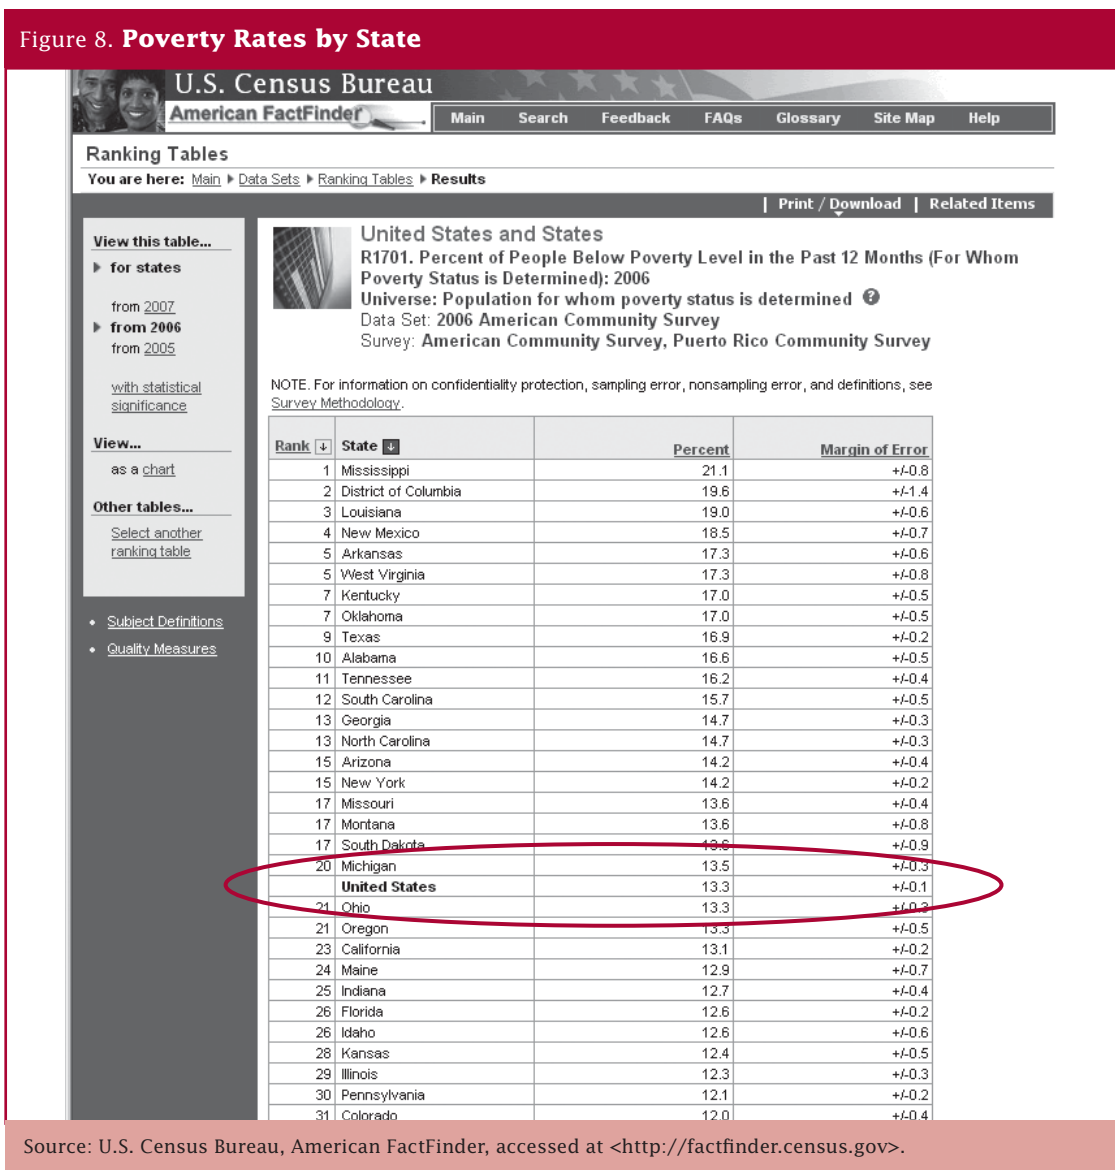 Figure 8. Poverty Rates by State
U.S. Census Bureau
American FactFinder
Main Search Feedback FAQs Glossary Site Map Help
Ranking Tables
You are here: Main ▶ Data Sets ▶ Ranking Tables ▶ Results
| Print / Download | Related Items
View this table...
▶ for states
from 2007
▶ from 2006
from 2005
with statistical
significance
View...
as a chart
Other tables...
Select another
ranking table
• Subject Definitions
• Quality Measures
United States and States
R1701. Percent of People Below Poverty Level in the Past 12 Months (For Whom
Poverty Status is Determined): 2006
Universe: Population for whom poverty status is determined ?
Data Set: 2006 American Community Survey
Survey: American Community Survey, Puerto Rico Community Survey
NOTE. For information on confidentiality protection, sampling error, nonsampling error, and definitions, see
Survey Methodology.
Rank State Percent Margin of Error
1 Mississippi 21.1 +/-0.8
2 District of Columbia 19.6 +/-1.4
3 Louisiana 19.0 +/-0.6
4 New Mexico 18.5 +/-0.7
5 Arkansas 17.3 +/-0.6
5 West Virginia 17.3 +/-0.8
7 Kentucky 17.0 +/-0.5
7 Oklahoma 17.0 +/-0.5
9 Texas 16.9 +/-0.2
10 Alabama 16.6 +/-0.5
11 Tennessee 16.2 +/-0.4
12 South Carolina 15.7 +/-0.5
13 Georgia 14.7 +/-0.3
13 North Carolina 14.7 +/-0.3
15 Arizona 14.2 +/-0.4
15 New York 14.2 +/-0.2
17 Missouri 13.6 +/-0.4
17 Montana 13.6 +/-0.8
17 South Dakota 13.6 +/-0.9
20 Michigan 13.5 +/-0.3
United States 13.3 +/-0.1
21 Ohio 13.3 +/-0.3
21 Oregon 13.3 +/-0.5
23 California 13.1 +/-0.2
24 Maine 12.9 +/-0.7
25 Indiana 12.7 +/-0.4
26 Florida 12.6 +/-0.2
26 Idaho 12.6 +/-0.6
28 Kansas 12.4 +/-0.5
29 Illinois 12.3 +/-0.3
30 Pennsylvania 12.1 +/-0.2
31 Colorado 12.0 +/-0.4
Source: U.S. Census Bureau, American FactFinder, accessed at <http://factfinder.census.gov>.